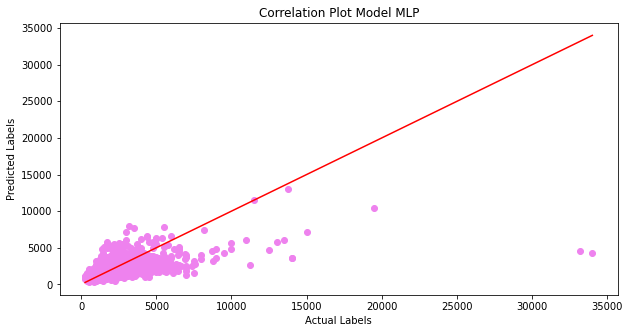 Correlation Plot Model MLP
35000
30000
25000
20000
15000
10000
5000
0
Predicted Labels
0 5000 10000 15000 20000 25000 30000 35000
Actual Labels